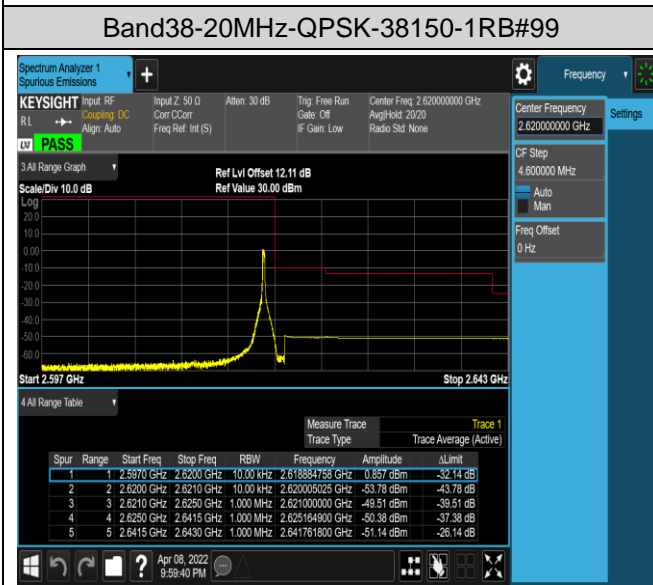 Band38-20MHz-QPSK-38150-1RB#99
Spectrum Analyzer 1
Spurious Emissions
+
Frequency
KEYSIGHT Input: RF Input Z: 50 Ω Atten: 30 dB Trig: Free Run Center Freq: 2.620000000 GHz
RL Coupling: DC Corr CCorr Gate: Off Avg|Hold: 20/20
Align: Auto Freq Ref: Int (S) IF Gain: Low Radio Std: None
LXI PASS
Center Frequency
2.620000000 GHz
Settings
CF Step
4.600000 MHz
Auto
Man
Freq Offset
0 Hz
3 All Range Graph
Ref Lvl Offset 12.11 dB
Scale/Div 10.0 dB Ref Value 30.00 dBm
Log
20.0
10.0
0.00
-10.0
-20.0
-30.0
-40.0
-50.0
-60.0
Start 2.597 GHz Stop 2.643 GHz
4 All Range Table
Measure Trace Trace 1
Trace Type Trace Average (Active)
Spur Range Start Freq Stop Freq RBW Frequency Amplitude ΔLimit
1 1 2.5970 GHz 2.6200 GHz 10.00 kHz 2.618884758 GHz 0.857 dBm -32.14 dB
2 2 2.6200 GHz 2.6210 GHz 10.00 kHz 2.620005025 GHz -53.78 dBm -43.78 dB
3 3 2.6210 GHz 2.6250 GHz 1.000 MHz 2.621000000 GHz -49.51 dBm -39.51 dB
4 4 2.6250 GHz 2.6415 GHz 1.000 MHz 2.625164900 GHz -50.38 dBm -37.38 dB
5 5 2.6415 GHz 2.6430 GHz 1.000 MHz 2.641761800 GHz -51.14 dBm -26.14 dB
? Apr 08, 2022
9:59:40 PM